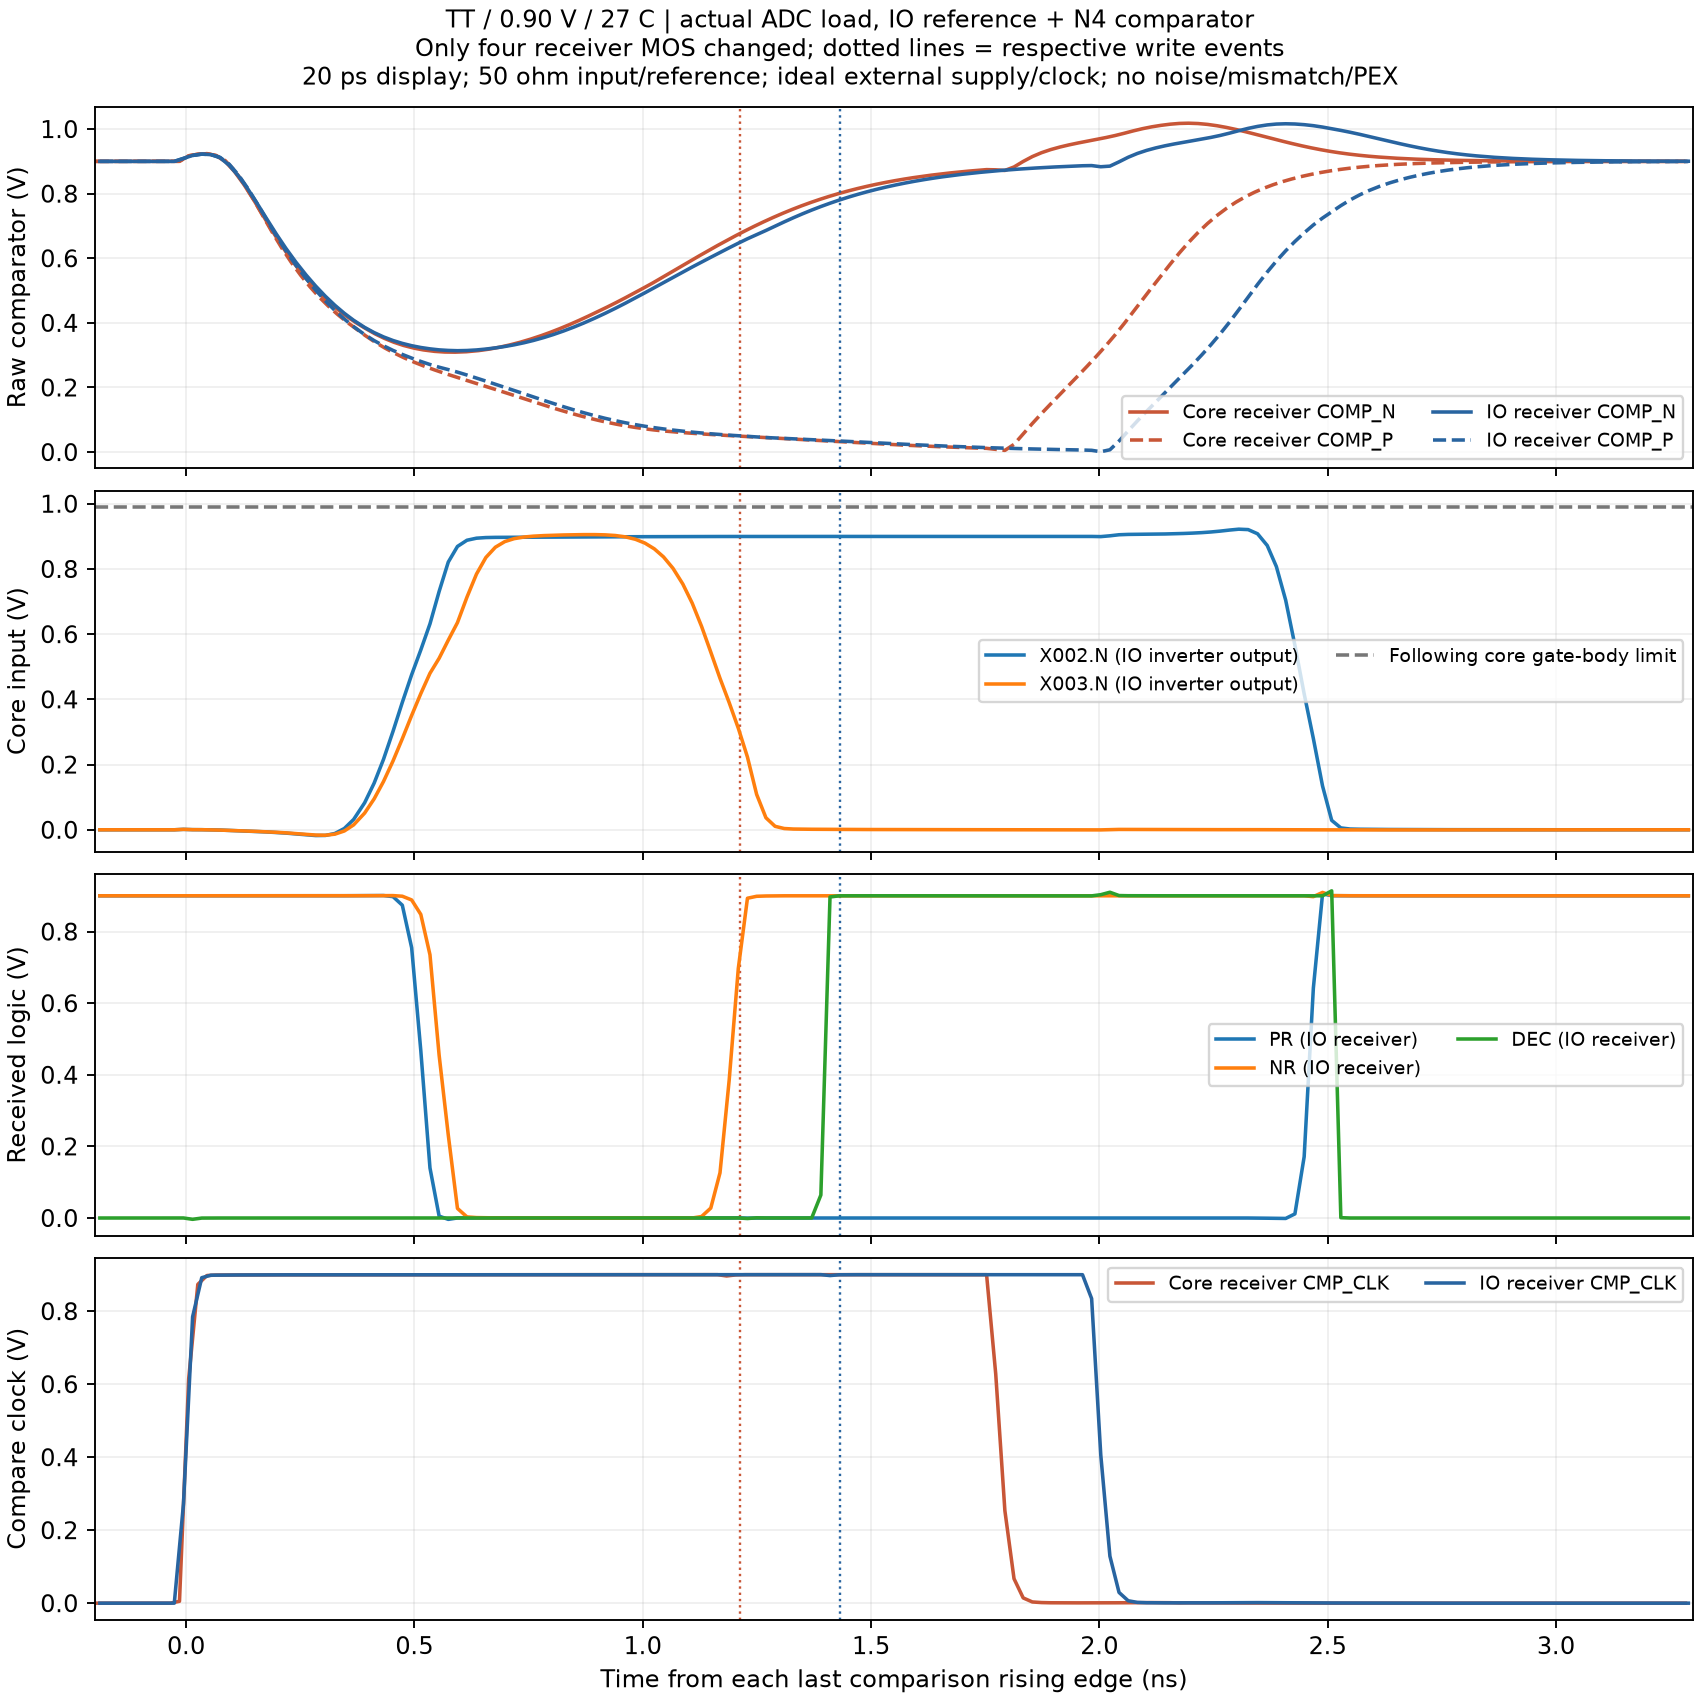 TT / 0.90 V / 27 C | actual ADC load, IO reference + N4 comparator
Only four receiver MOS changed; dotted lines = respective write events
20 ps display; 50 ohm input/reference; ideal external supply/clock; no noise/mismatch/PEX
Raw comparator (V)
1.0
0.8
0.6
0.4
0.2
0.0
Core receiver COMP_N
Core receiver COMP_P
IO receiver COMP_N
IO receiver COMP_P
Core input (V)
1.0
0.8
0.6
0.4
0.2
0.0
X002.N (IO inverter output)
X003.N (IO inverter output)
Following core gate-body limit
Received logic (V)
0.8
0.6
0.4
0.2
0.0
PR (IO receiver)
NR (IO receiver)
DEC (IO receiver)
Compare clock (V)
0.8
0.6
0.4
0.2
0.0
Core receiver CMP_CLK
IO receiver CMP_CLK
0.0 0.5 1.0 1.5 2.0 2.5 3.0
Time from each last comparison rising edge (ns)